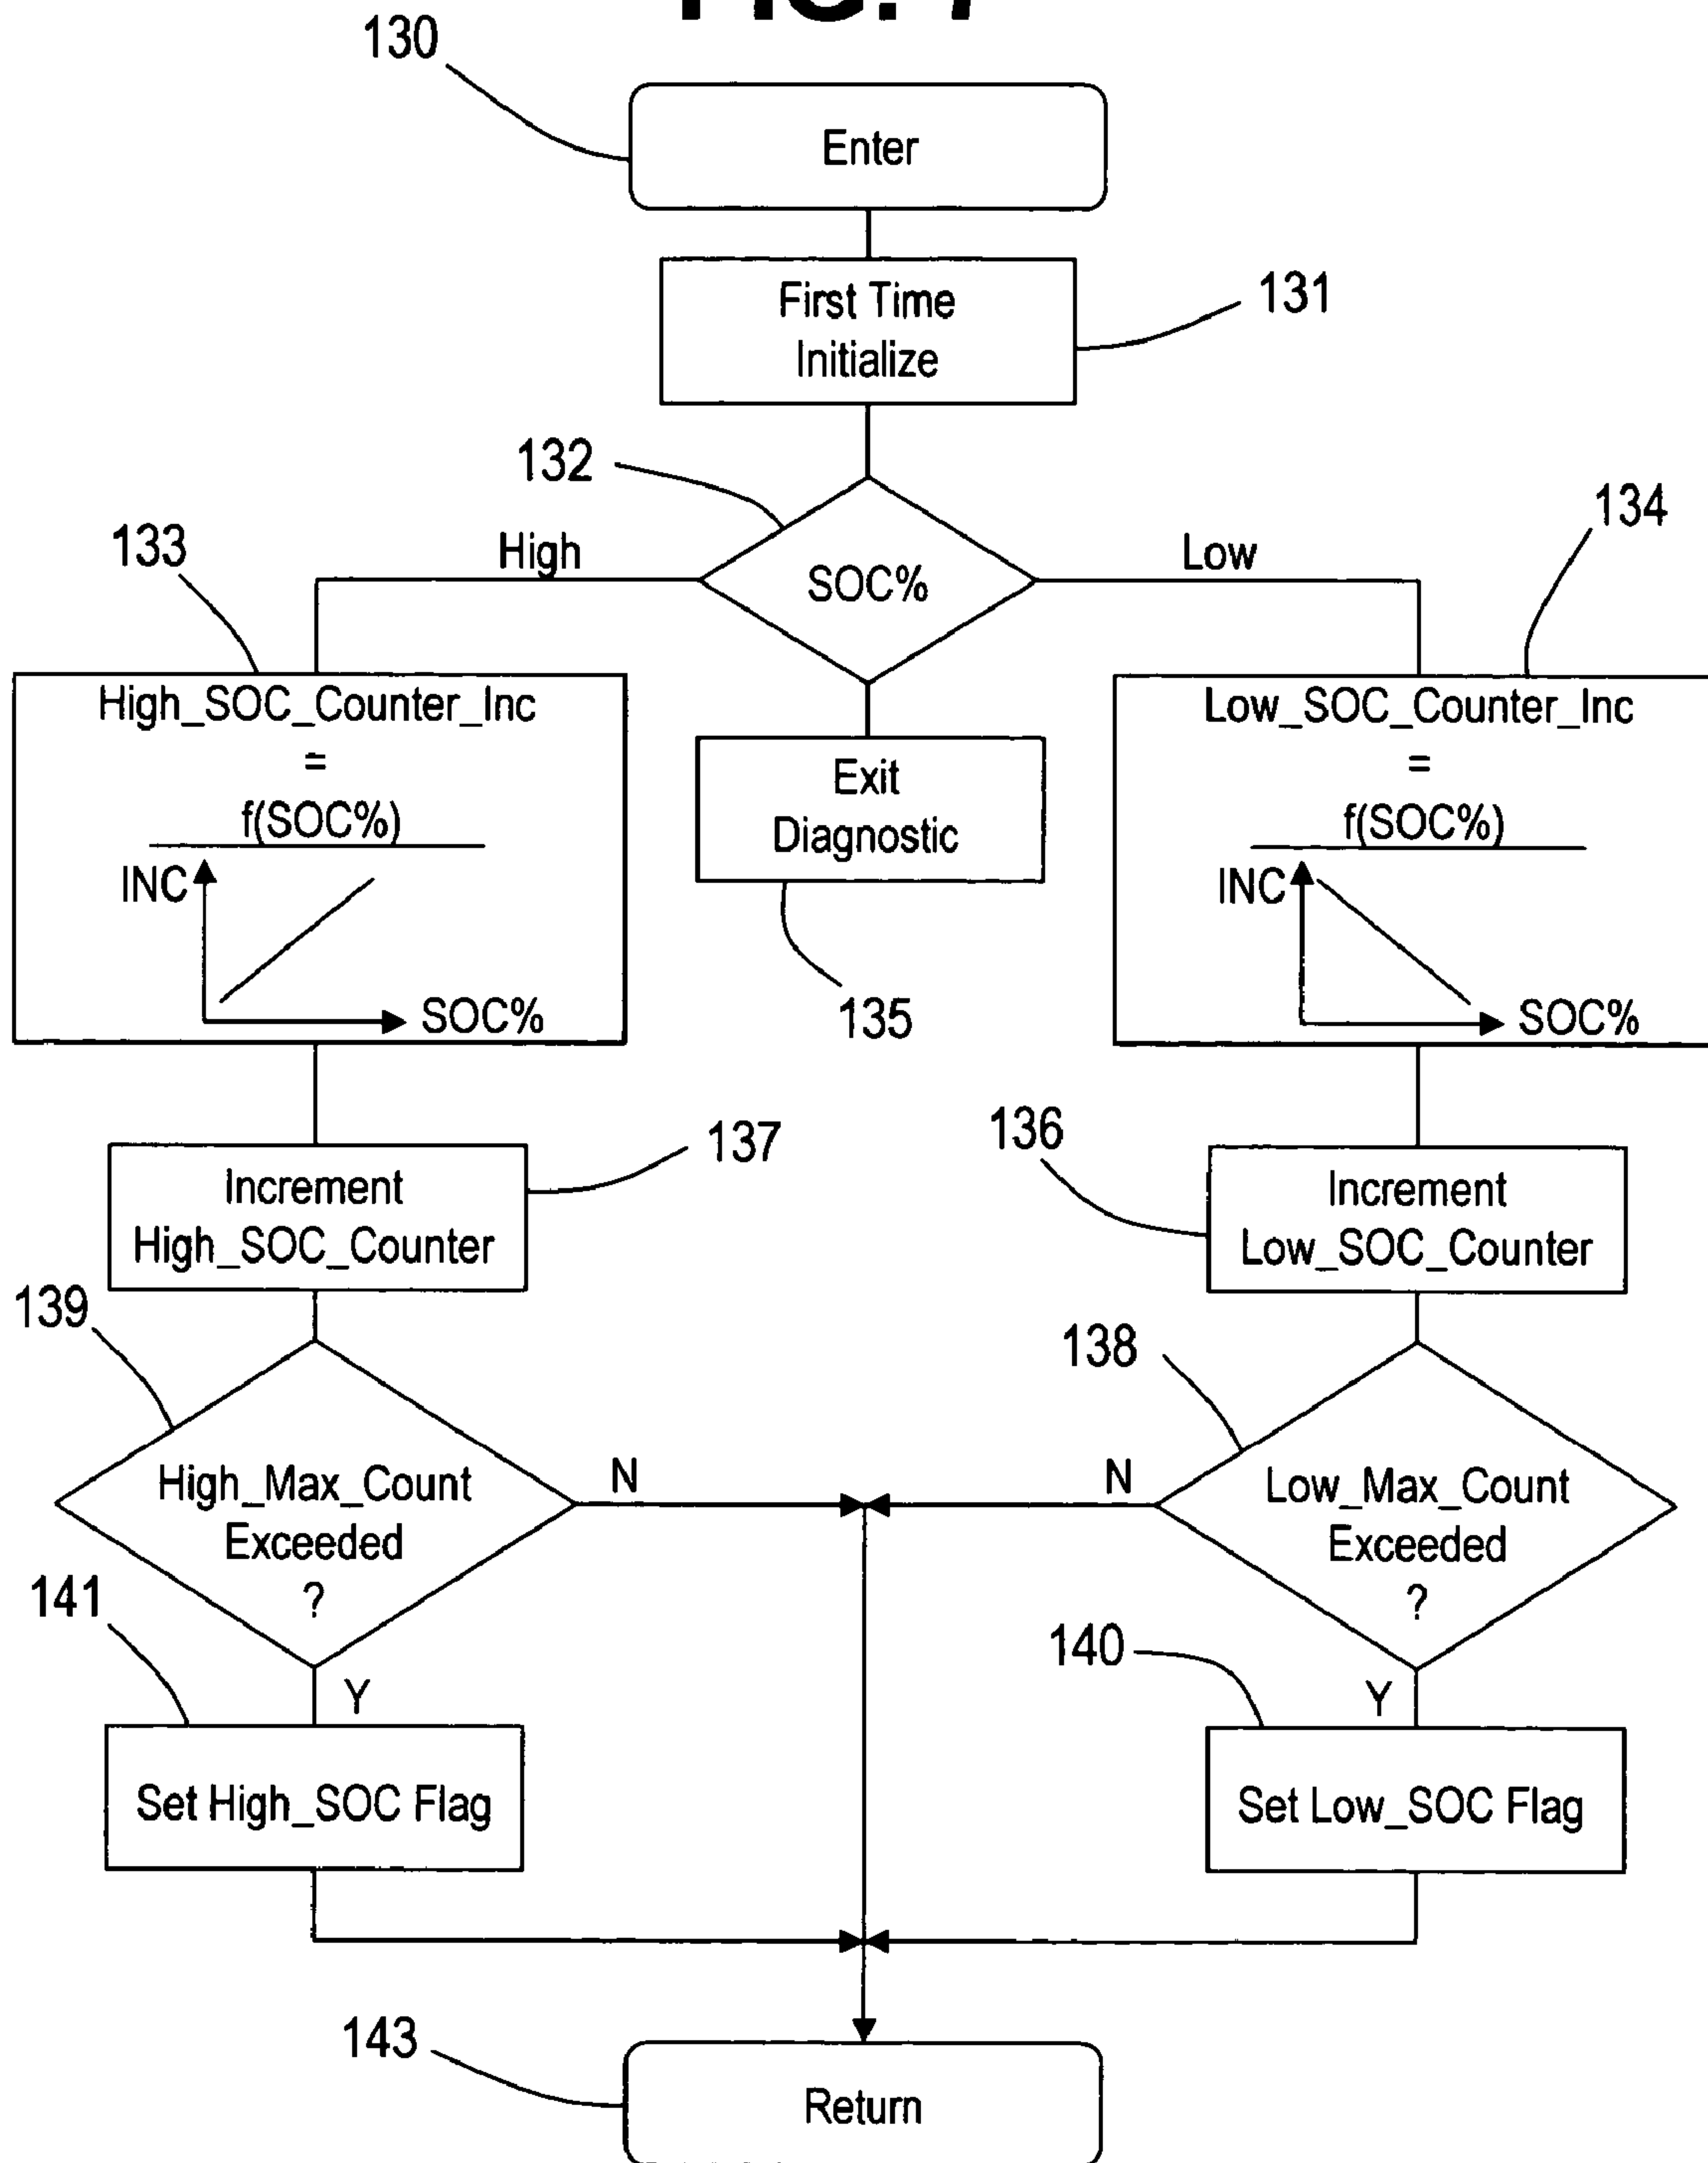 130
Enter
First Time
Initialize
131
132
134
133
High
Low
SOC%
High_SOC_Counter_Inc
=
f(SOC%)
INC
SOC%
Exit
Diagnostic
135
Low_SOC_Counter_Inc
=
f(SOC%)
INC
SOC%
137
136
Increment
High_SOC_Counter
Increment
Low_SOC_Counter
139
138
High_Max_Count
Exceeded
?
N
N
Low_Max_Count
Exceeded
?
141
140
Y
Y
Set High_SOC Flag
Set Low_SOC Flag
143
Return